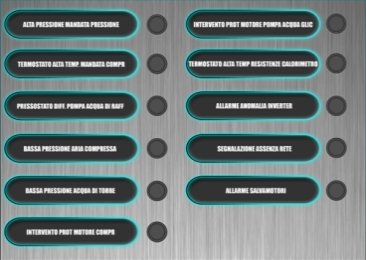 ALTA PRESSIONE MANDATA PRESSIONE
TERMOSTATO ALTA TEMP. MANDATA COMPR
PRESSOSTATO DIFF. POMPA ACQUA DI RAFF
BASSA PRESSIONE ARIA COMPRESSA
BASSA PRESSIONE ACQUA DI TORRE
INTERVENTO PROT MOTORE COMPR
INTERVENTO PROT MOTORE POMPA ACQUA GLIC
TERMOSTATO ALTA TEMP RESISTENZE CALORIMETRO
ALLARME ANOMALIA INVERTER
SEGNALAZIONE ASSENZA RETE
ALLARME SALVAMOTORI